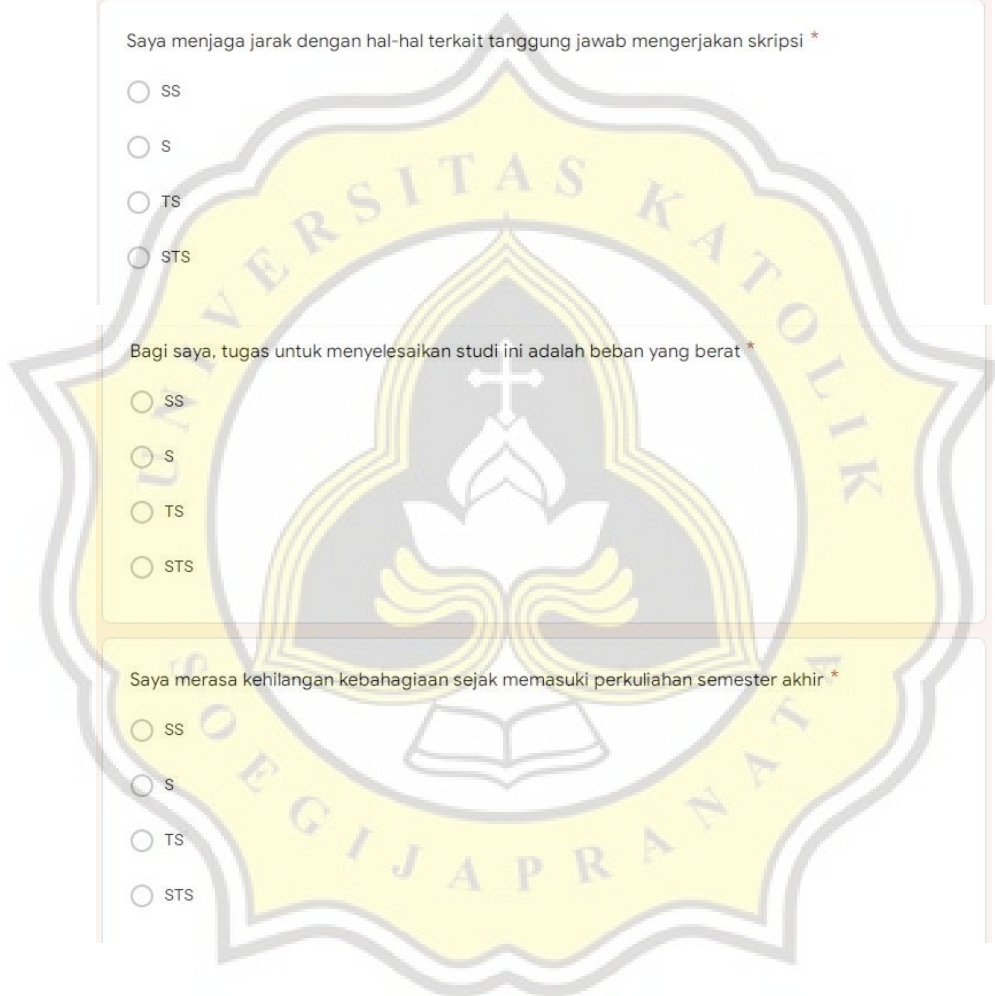 Saya menjaga jarak dengan hal-hal terkait tanggung jawab mengerjakan skripsi *
SS
S
TS
STS
Bagi saya, tugas untuk menyelesaikan studi ini adalah beban yang berat *
SS
S
TS
STS
Saya merasa kehilangan kebahagiaan sejak memasuki perkuliahan semester akhir *
SS
S
TS
STS
UNIVERSITAS KATOLIK
SOEGIJAPRANATA